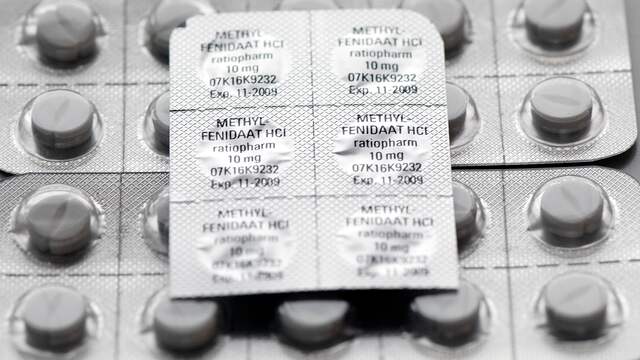 METHYL-
FENIDAAT HCl
ratiopharm
10 mg
07K16K9232
Exp. 11-2009
METHYL-
FENIDAAT HCl
ratiopharm
10 mg
07K16K9232
Exp. 11-2009
METHYL-
FENIDAAT HCl
ratiopharm
10 mg
07K16K9232
Exp. 11-2009
METHYL-
FENIDAAT HCl
ratiopharm
10 mg
07K16K9232
Exp. 11-2009
METHYL-
FENIDAAT HCl
ratiopharm
10 mg
07K16K9232
Exp. 11-2009
METHYL-
FENIDAAT HCl
ratiopharm
10 mg
07K16K9232
Exp. 11-2009